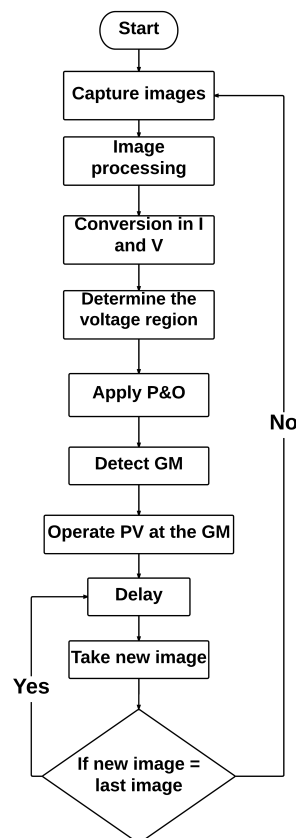 Start
Capture images
Image
processing
Conversion in I
and V
Determine the
voltage region
Apply P&O
Detect GM
Operate PV at the GM
Delay
Take new image
If new image =
last image
Yes
No